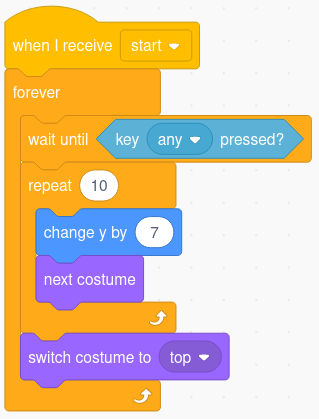 when I receive start
forever
wait until key any pressed?
repeat 10
change y by 7
next costume
switch costume to top